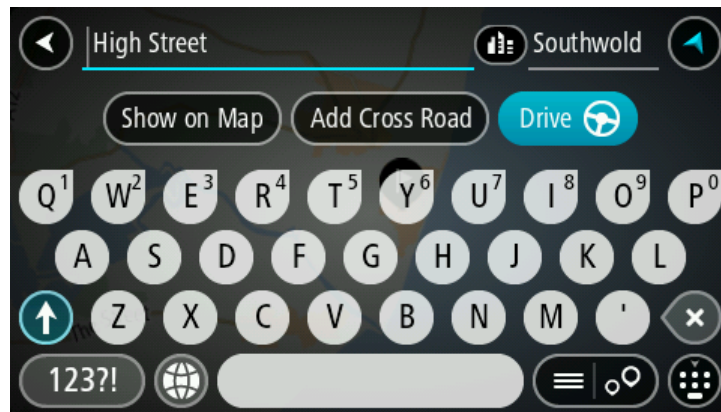 High Street Southwold
Show on Map Add Cross Road Drive
Q1 W2 E3 R4 T5 Y6 U7 I8 O9 P0
A S D F G H J K L
Z X C V B N M '
123?!